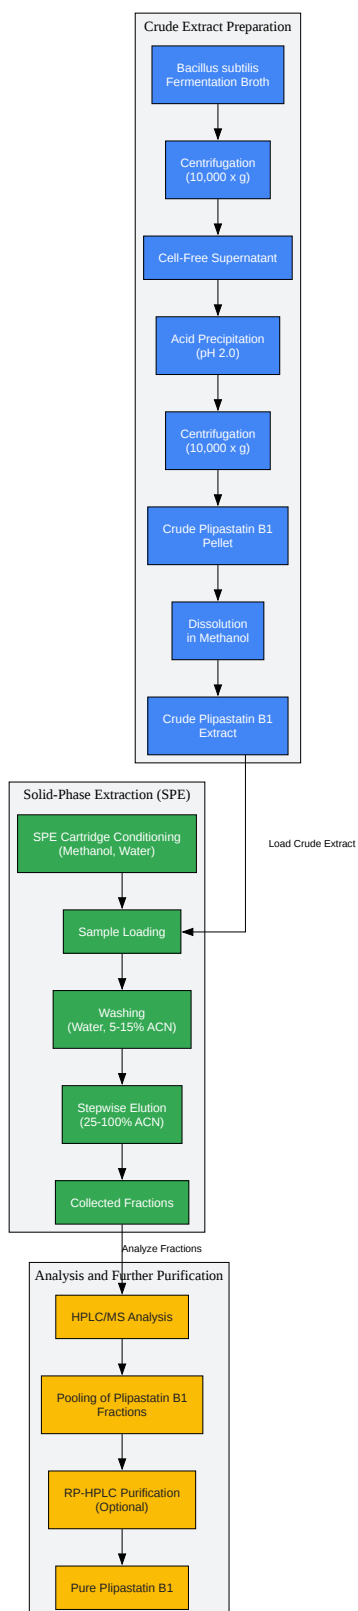 Crude Extract Preparation
Bacillus subtilis
Fermentation Broth
Centrifugation
(10,000 x g)
Cell-Free Supernatant
Acid Precipitation
(pH 2.0)
Centrifugation
(10,000 x g)
Crude Plipastatin B1
Pellet
Dissolution
in Methanol
Crude Plipastatin B1
Extract
Solid-Phase Extraction (SPE)
SPE Cartridge Conditioning
(Methanol, Water)
Load Crude Extract
Sample Loading
Washing
(Water, 5-15% ACN)
Stepwise Elution
(25-100% ACN)
Collected Fractions
Analyze Fractions
Analysis and Further Purification
HPLC/MS Analysis
Pooling of Plipastatin B1
Fractions
RP-HPLC Purification
(Optional)
Pure Plipastatin B1